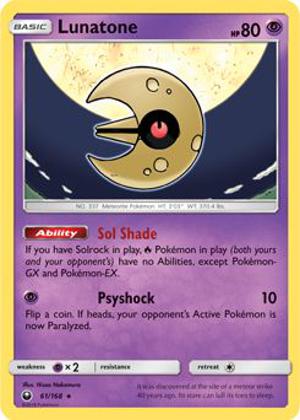 BASIC Lunatone HP80
NO. 337 Meteorite Pokémon HT: 3'03" WT: 370.4 lbs.
Ability Sol Shade
If you have Solrock in play, Pokémon in play (both yours
and your opponent's) have no Abilities, except Pokémon-
GX and Pokémon-EX.
Psyshock 10
Flip a coin. If heads, your opponent's Active Pokémon is
now Paralyzed.
weakness ×2 resistance retreat
Illus. Hisao Nakamura
61/168
It was discovered at the site of a meteor strike
40 years ago. Its stare can lull its foes to sleep.
©2018 Pokémon